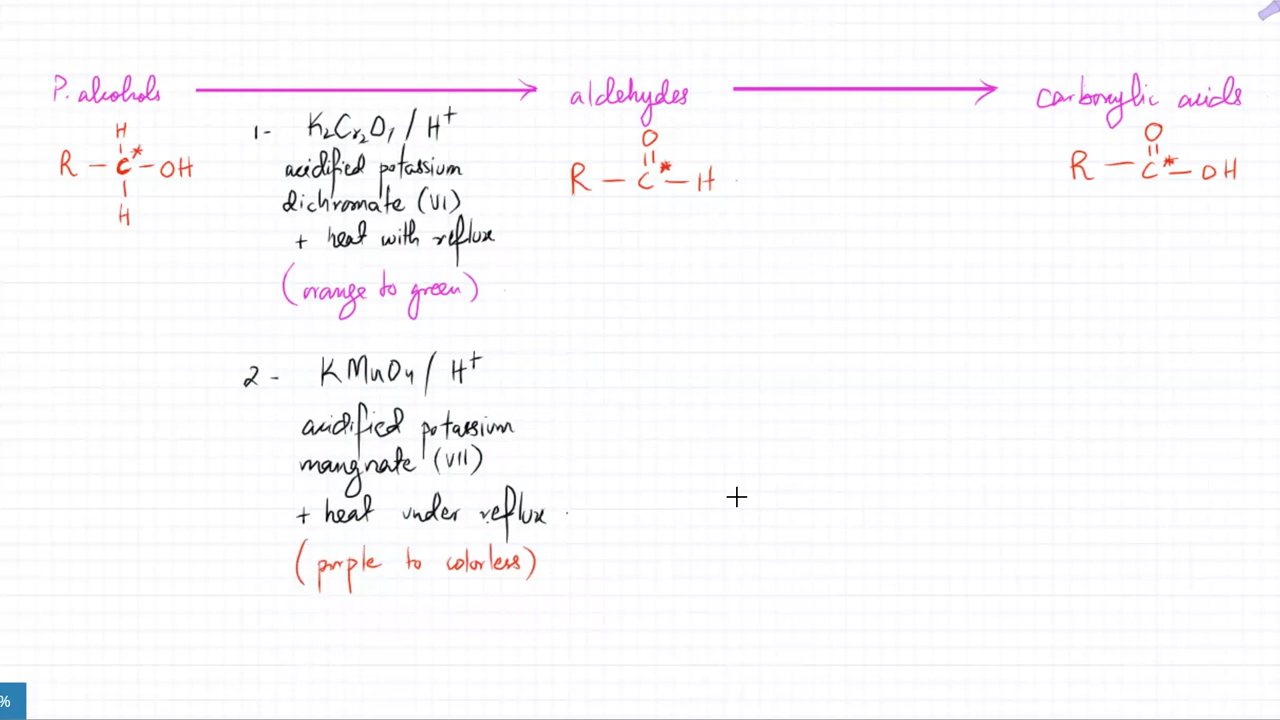 P. alcohols
aldehydes
carboxylic acids
H
R - C* - OH
H
O
R - C* - H
O
R - C* - OH
1- K2Cr2O7 / H+
acidified potassium
dichromate (VI)
+ heat with reflux
(orange to green)
2 - KMnO4 / H+
acidified potassium
mangnate (VII)
+ heat under reflux
(purple to colorless)
%